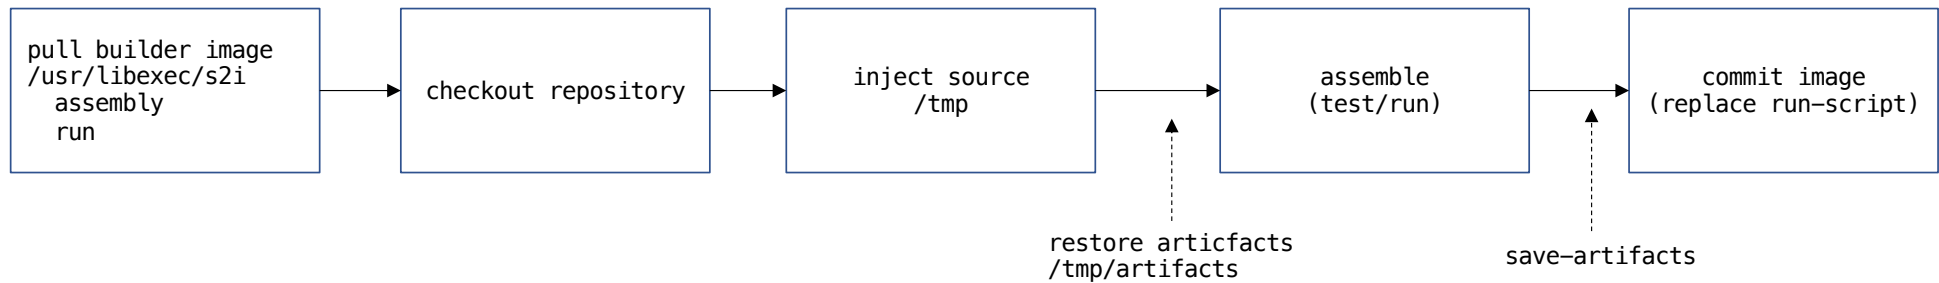 pull builder image
/usr/libexec/s2i
assembly
run
checkout repository
inject source
/tmp
assemble
(test/run)
commit image
(replace run-script)
restore articfacts
/tmp/artifacts
save-artifacts